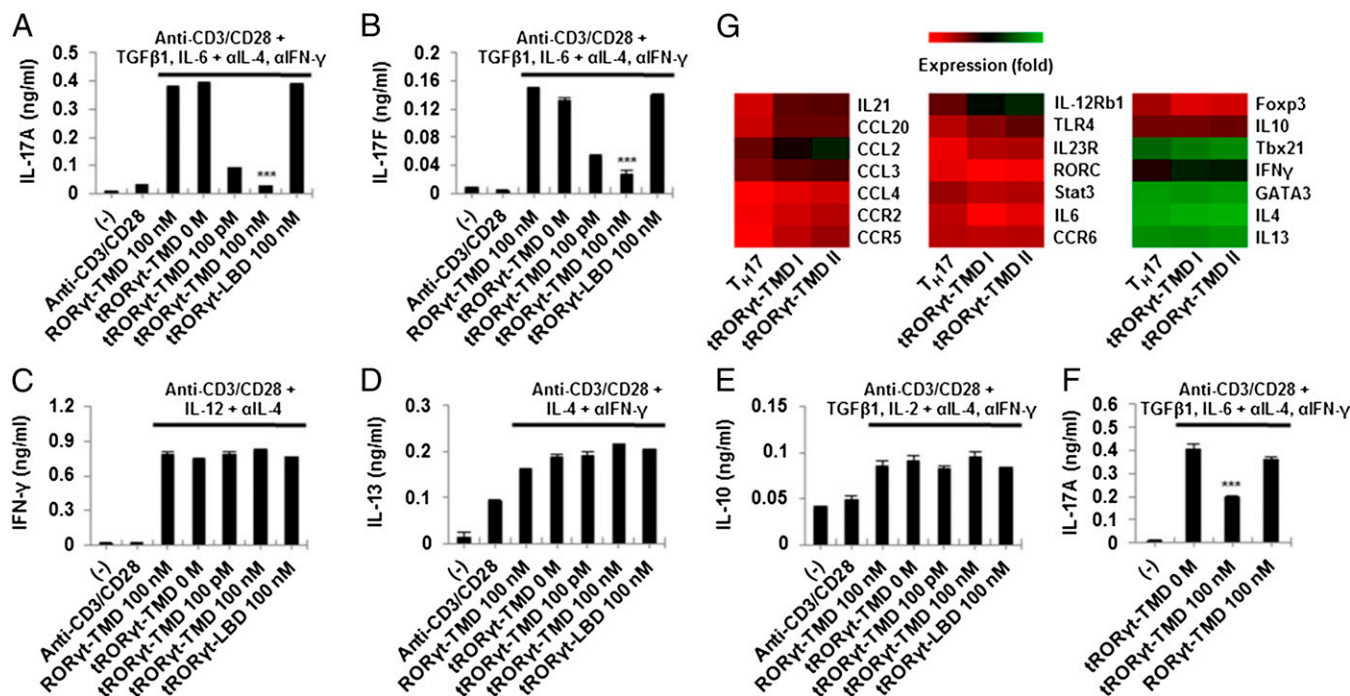 A
Anti-CD3/CD28 +
TGFβ1, IL-6 + αIL-4, αIFN-γ
IL-17A (ng/ml)
0.5
0.4
0.3
0.2
0.1
0
***
(-)
Anti-CD3/CD28
RORγt-TMD 100 nM
tRORγt-TMD 0 M
tRORγt-TMD 100 pM
tRORγt-TMD 100 nM
tRORγt-LBD 100 nM
B
Anti-CD3/CD28 +
TGFβ1, IL-6 + αIL-4, αIFN-γ
IL-17F (ng/ml)
0.16
0.12
0.08
0.04
0
***
(-)
Anti-CD3/CD28
RORγt-TMD 100 nM
tRORγt-TMD 0 M
tRORγt-TMD 100 pM
tRORγt-TMD 100 nM
tRORγt-LBD 100 nM
G
Expression (fold)
IL21
CCL20
CCL2
CCL3
CCL4
CCR2
CCR5
TH17
tRORγt-TMD I
tRORγt-TMD II
IL-12Rb1
TLR4
IL23R
RORC
Stat3
IL6
CCR6
TH17
tRORγt-TMD I
tRORγt-TMD II
Foxp3
IL10
Tbx21
IFNγ
GATA3
IL4
IL13
TH17
tRORγt-TMD I
tRORγt-TMD II
C
Anti-CD3/CD28 +
IL-12 + αIL-4
IFN-γ (ng/ml)
1.2
0.9
0.6
0.3
0
(-)
Anti-CD3/CD28
RORγt-TMD 100 nM
tRORγt-TMD 0 M
tRORγt-TMD 100 pM
tRORγt-TMD 100 nM
tRORγt-LBD 100 nM
D
Anti-CD3/CD28 +
IL-4 + αIFN-γ
IL-13 (ng/ml)
0.3
0.2
0.1
0
(-)
Anti-CD3/CD28
RORγt-TMD 100 nM
tRORγt-TMD 0 M
tRORγt-TMD 100 pM
tRORγt-TMD 100 nM
tRORγt-LBD 100 nM
E
Anti-CD3/CD28 +
TGFβ1, IL-2 + αIL-4, αIFN-γ
IL-10 (ng/ml)
0.15
0.1
0.05
0
(-)
Anti-CD3/CD28
RORγt-TMD 100 nM
tRORγt-TMD 0 M
tRORγt-TMD 100 pM
tRORγt-TMD 100 nM
tRORγt-LBD 100 nM
F
Anti-CD3/CD28 +
TGFβ1, IL-6 + αIL-4, αIFN-γ
IL-17A (ng/ml)
0.6
0.5
0.4
0.3
0.2
0.1
0
***
(-)
tRORγt-TMD 0 M
tRORγt-TMD 100 nM
RORγt-TMD 100 nM